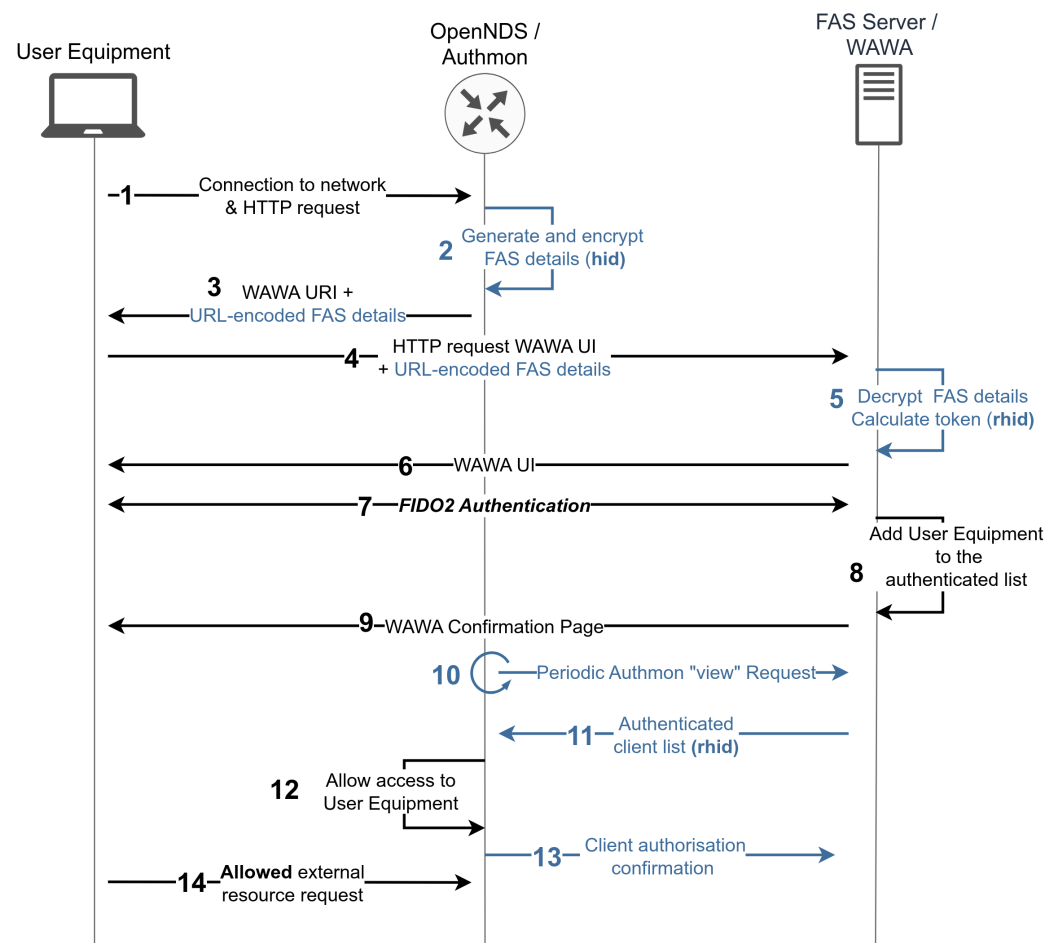 User Equipment
OpenNDS /
Authmon
FAS Server /
WAWA
1
Connection to network
& HTTP request
2
Generate and encrypt
FAS details (hid)
3
WAWA URI +
URL-encoded FAS details
4
HTTP request WAWA UI
+ URL-encoded FAS details
5
Decrypt  FAS details
Calculate token (rhid)
6
WAWA UI
7
FIDO2 Authentication
8
Add User Equipment
to the
authenticated list
9
WAWA Confirmation Page
10
Periodic Authmon "view" Request
11
Authenticated
client list (rhid)
12
Allow access to
User Equipment
13
Client authorisation
confirmation
14
Allowed external
resource request